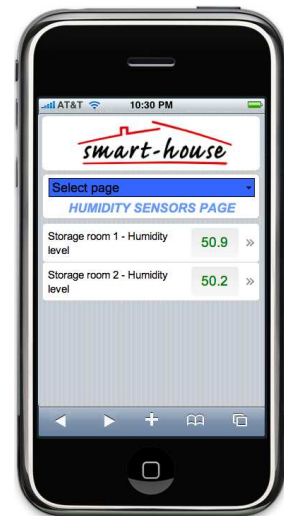 AT&T 10:30 PM
smart-house
Select page
HUMIDITY SENSORS PAGE
Storage room 1 - Humidity
level
50.9 »
Storage room 2 - Humidity
level
50.2 »